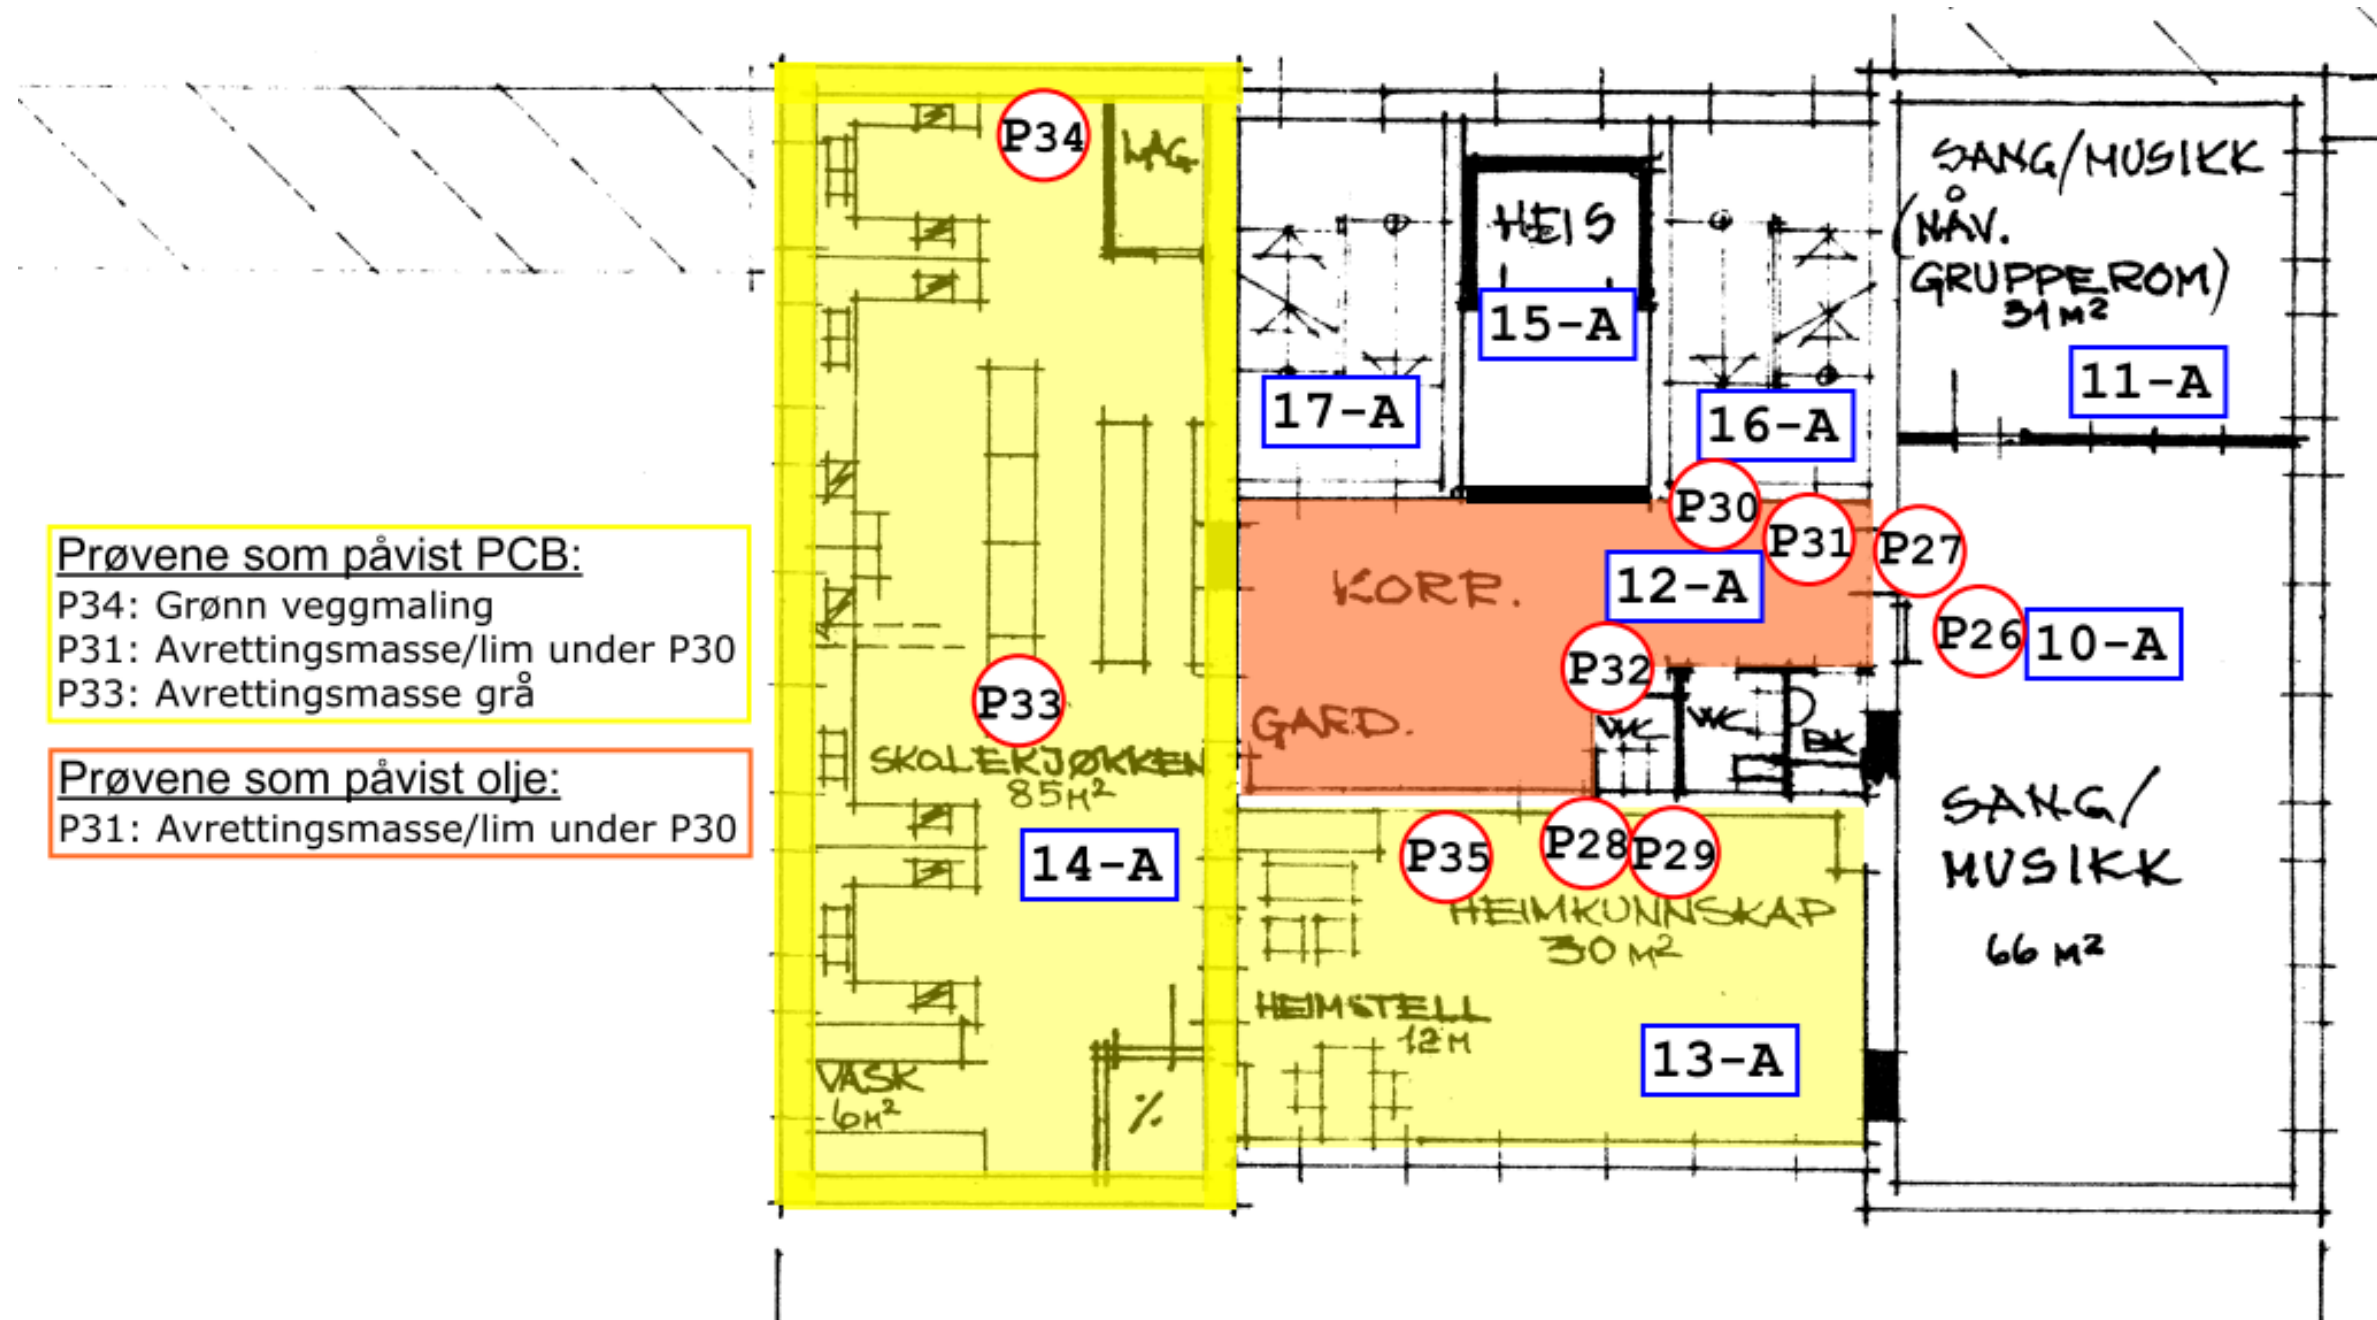 Prøvene som påvist PCB:
P34: Grønn veggmaling
P31: Avrettingsmasse/lim under P30
P33: Avrettingsmasse grå
Prøvene som påvist olje:
P31: Avrettingsmasse/lim under P30
P34
LAG.
P33
SKOLEKJØKKEN
85 M²
14-A
VASK
6 M²
%
HEIS
15-A
17-A
16-A
P30
P31
P27
12-A
KORR.
P32
P26
10-A
GARD.
WC
WC
BK
P35
P28
P29
HEIMKUNNSKAP
30 M²
HEIMSTELL
12 M
13-A
SANG/MUSIKK
(NÅV.
GRUPPEROM)
31 M²
11-A
SANG/
MUSIKK
66 M²